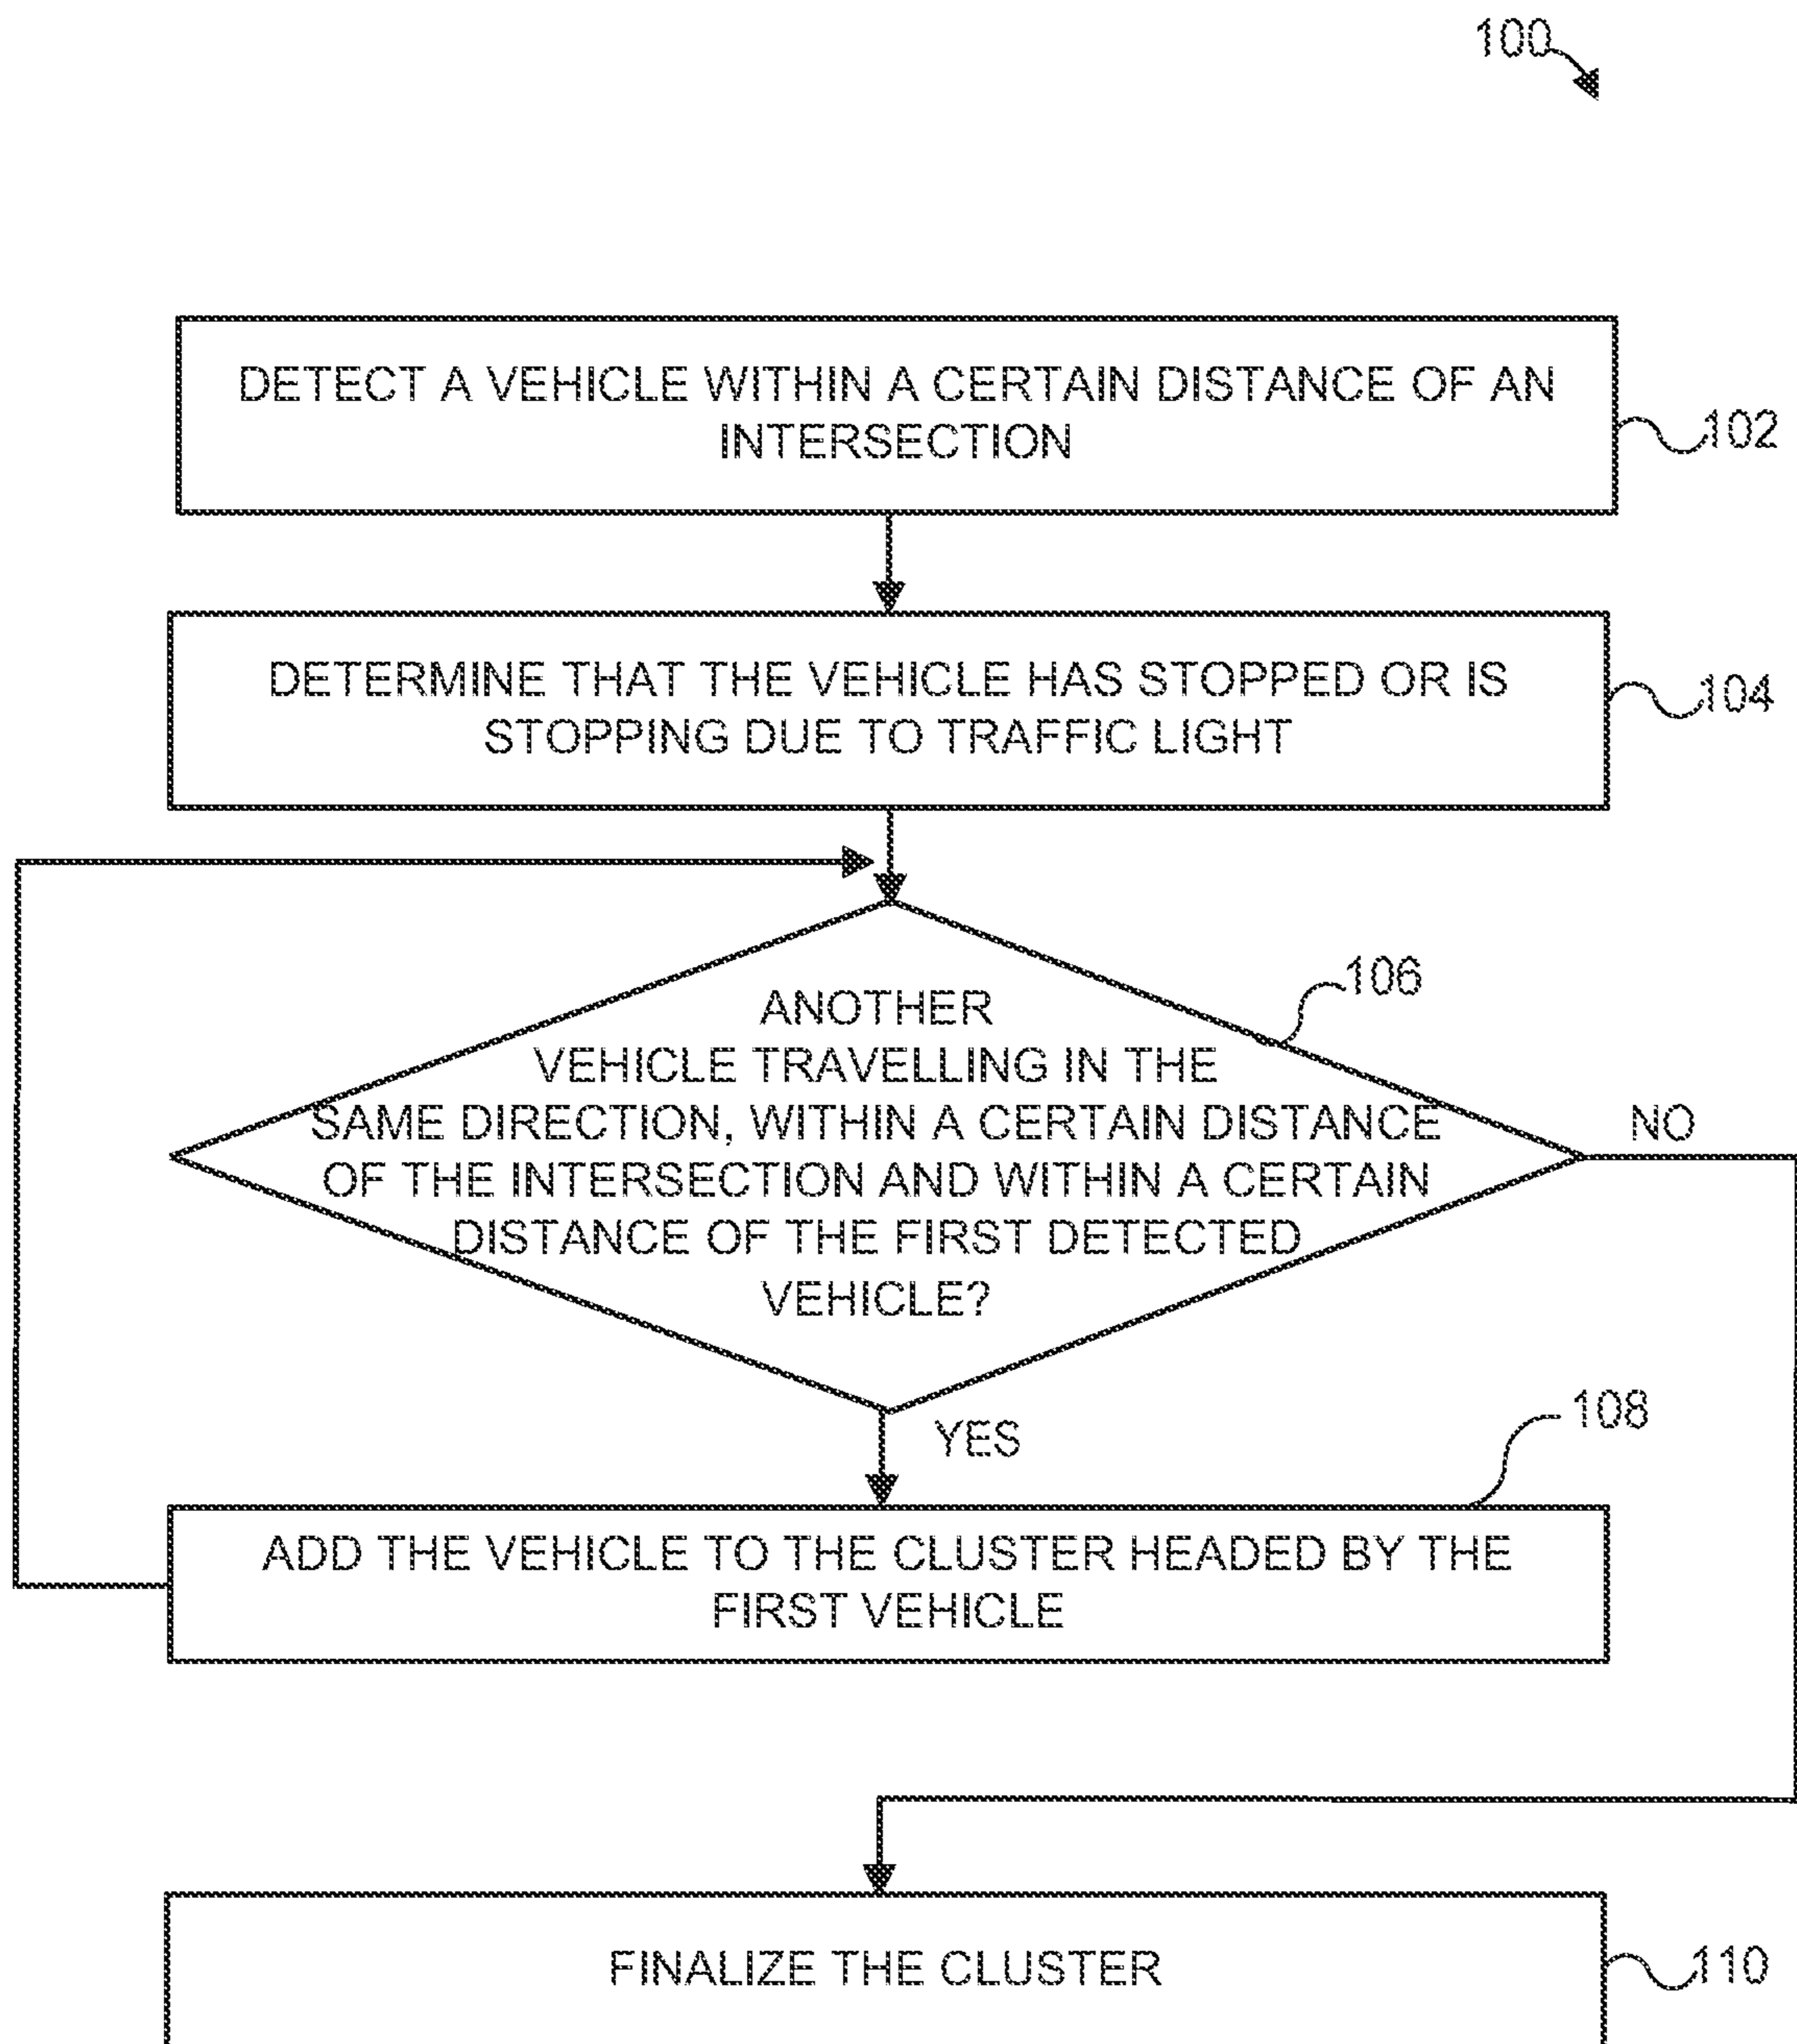 100
DETECT A VEHICLE WITHIN A CERTAIN DISTANCE OF AN
INTERSECTION
102
DETERMINE THAT THE VEHICLE HAS STOPPED OR IS
STOPPING DUE TO TRAFFIC LIGHT
104
106
ANOTHER
VEHICLE TRAVELLING IN THE
SAME DIRECTION, WITHIN A CERTAIN DISTANCE
OF THE INTERSECTION AND WITHIN A CERTAIN
DISTANCE OF THE FIRST DETECTED
VEHICLE?
NO
YES
108
ADD THE VEHICLE TO THE CLUSTER HEADED BY THE
FIRST VEHICLE
FINALIZE THE CLUSTER
110